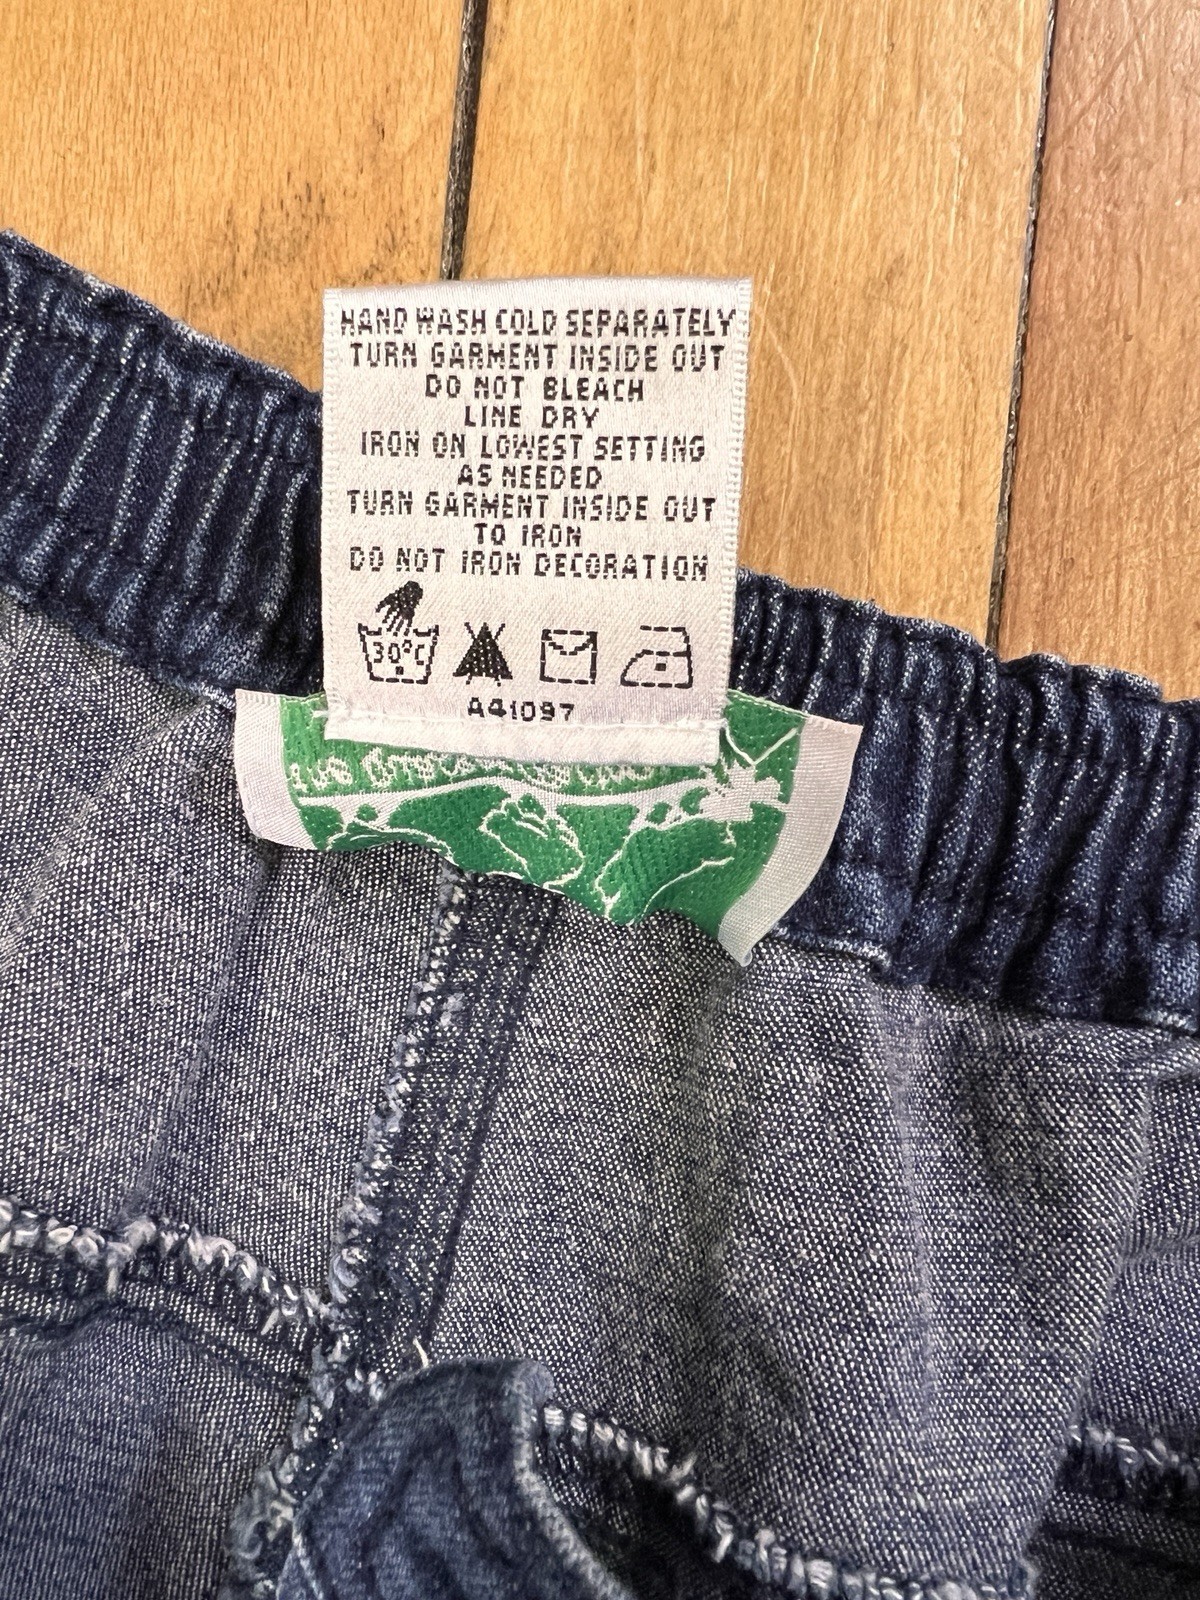 HAND WASH COLD SEPARATELY
TURN GARMENT INSIDE OUT
DO NOT BLEACH
LINE DRY
IRON ON LOWEST SETTING
AS NEEDED
TURN GARMENT INSIDE OUT
TO IRON
DO NOT IRON DECORATION
30°C
A41097